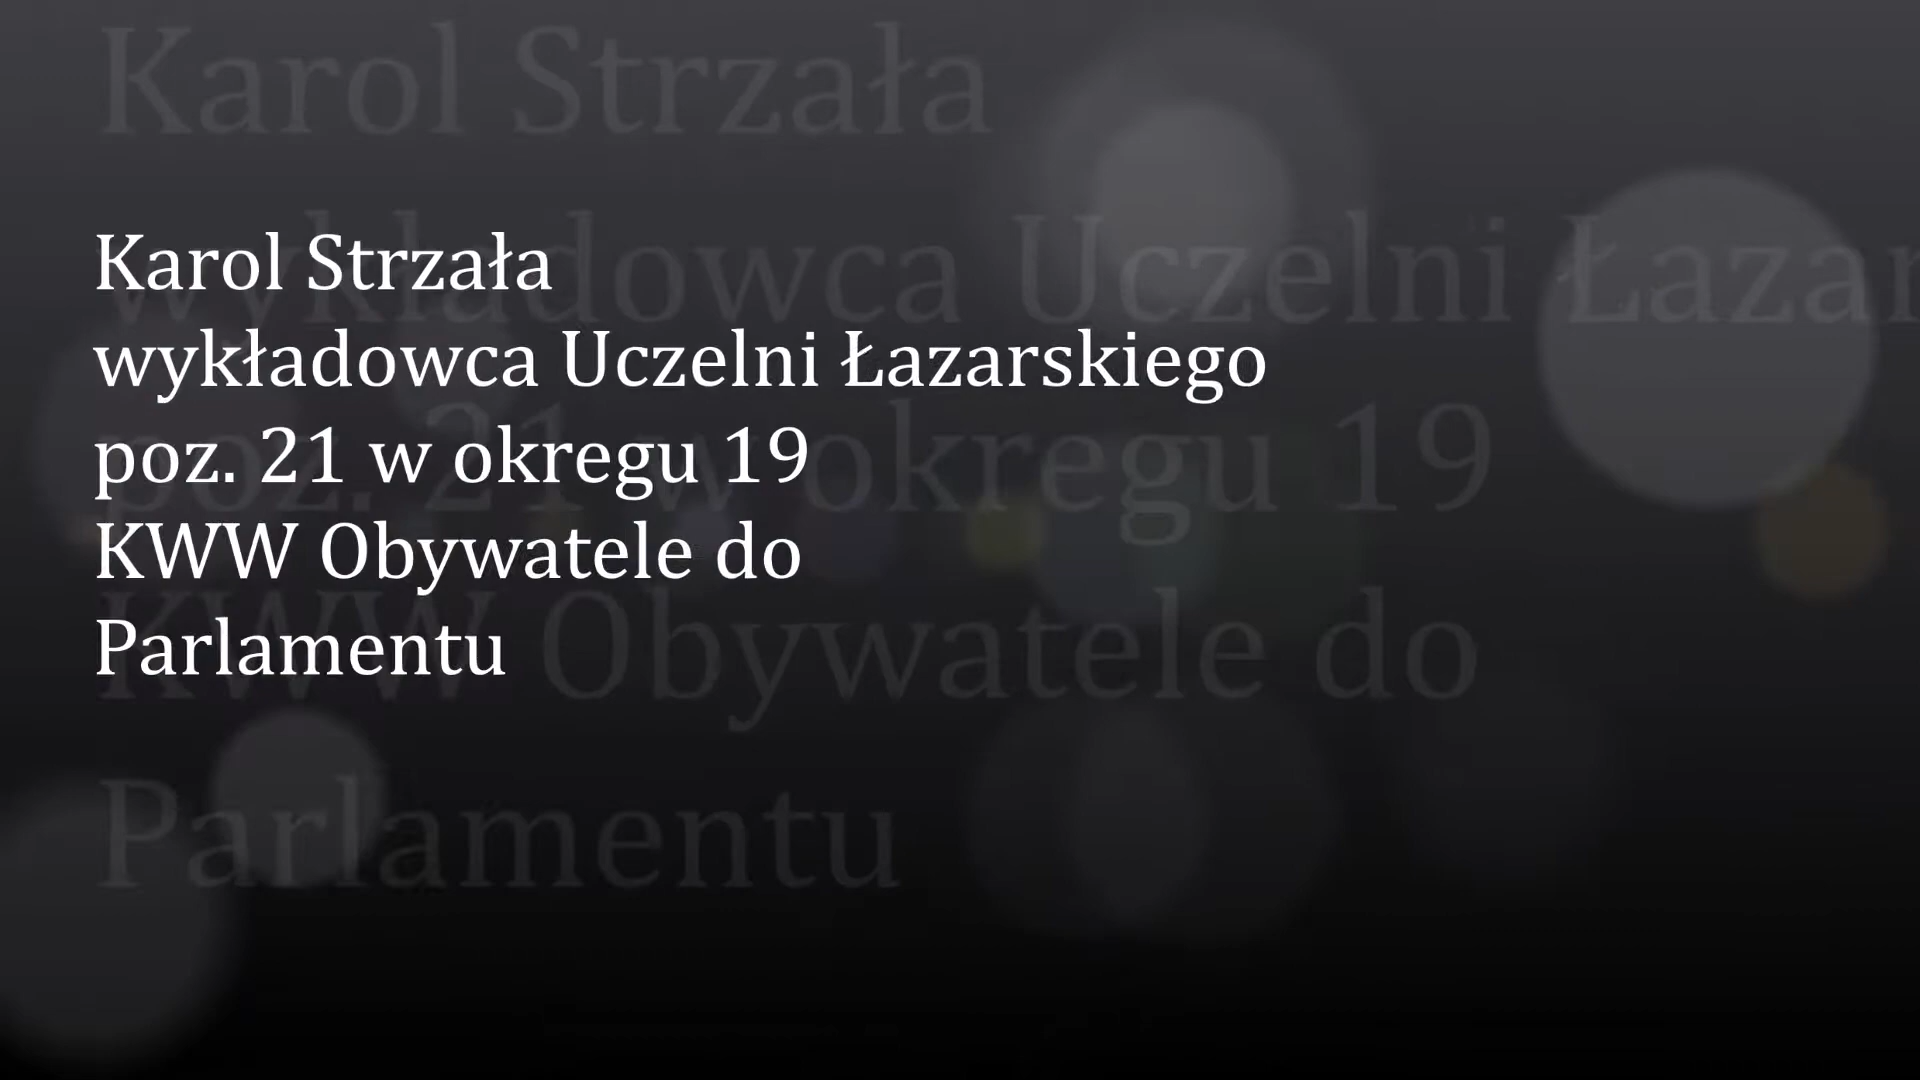 Karol Strzała
wykładowca Uczelni Łazarskiego
poz. 21 w okregu 19
KWW Obywatele do
Parlamentu